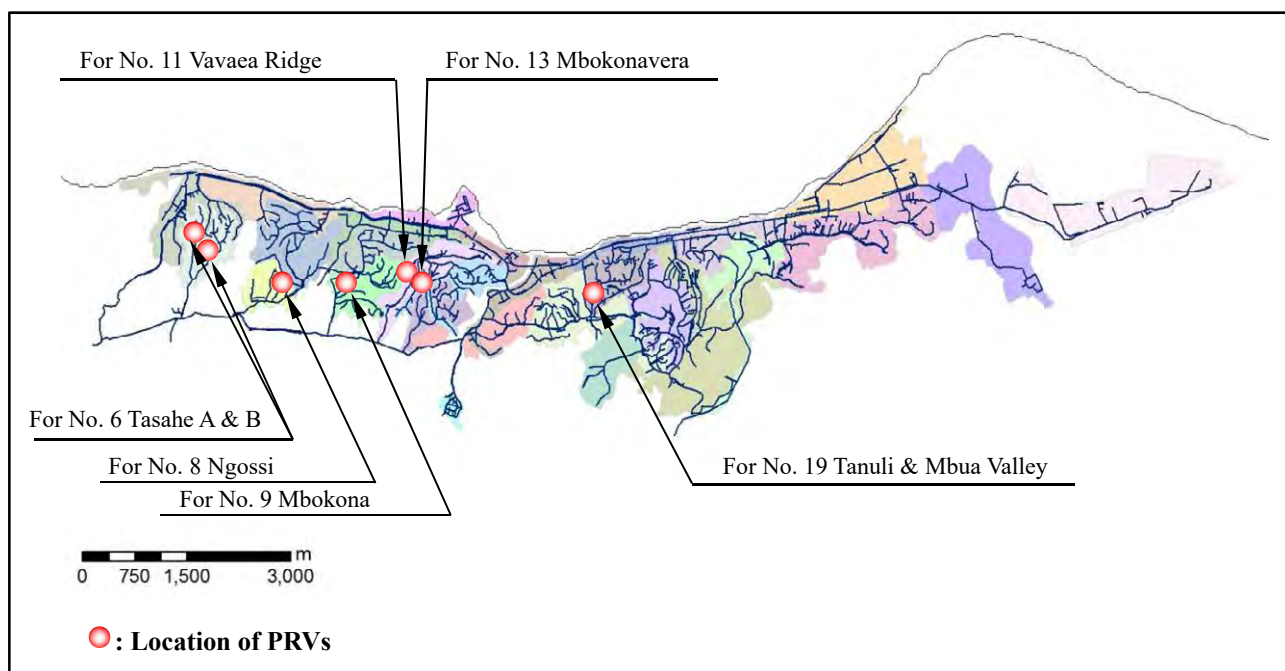 For No. 11 Vavaea Ridge
For No. 13 Mbokonavera
For No. 6 Tasahe A & B
For No. 8 Ngossi
For No. 9 Mbokona
For No. 19 Tanuli & Mbua Valley
m
0 750 1,500 3,000
: Location of PRVs